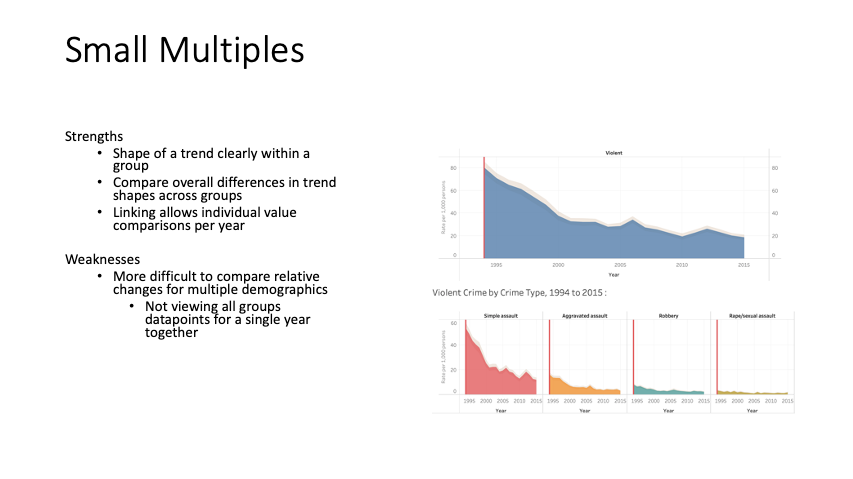 Small Multiples
Strengths
• Shape of a trend clearly within a
group
• Compare overall differences in trend
shapes across groups
• Linking allows individual value
comparisons per year
Weaknesses
• More difficult to compare relative
changes for multiple demographics
• Not viewing all groups
datapoints for a single year
together
Violent
80 80
60 60
40 40
20 20
0 0
Rate per 1,000 persons
1995 2000 2005 2010 2015
Year
Violent Crime by Crime Type, 1994 to 2015 :
Simple assault Aggravated assault Robbery Rape/sexual assault
60
40
20
0
Rate per 1,000 persons
1995 2000 2005 2010 2015 1995 2000 2005 2010 2015 1995 2000 2005 2010 2015 1995 2000 2005 2010 2015
Year Year Year Year